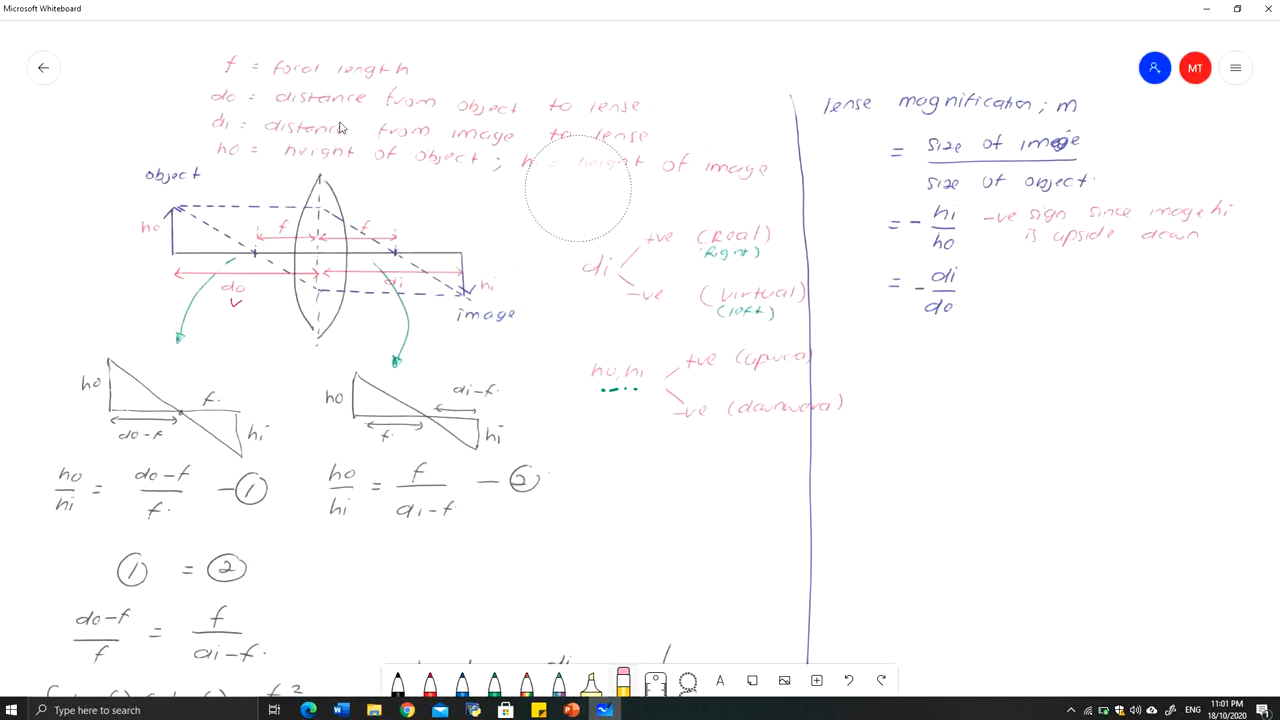 Microsoft Whiteboard
MT
f = focal length
do = distance from object to lense
di = distance from image to lense
ho = height of object ; h = height of image
object
ho
f
f
do
di
hi
image
di
+ve (Real)
(Right)
-ve (Virtual)
(left)
ho, hi
+ve (upward)
-ve (downward)
ho
f.
do-f
hi
ho
di-f.
f.
hi
ho/hi = do-f/f. - ①
ho/hi = f/di-f. - ②
① = ②
do-f/f = f/di-f.
lense magnification; m
= size of image
size of object.
= - hi/ho
-ve sign since image hi
is upside down
= - di/do
A
Type here to search
ENG
11:01 PM
18/10/2020